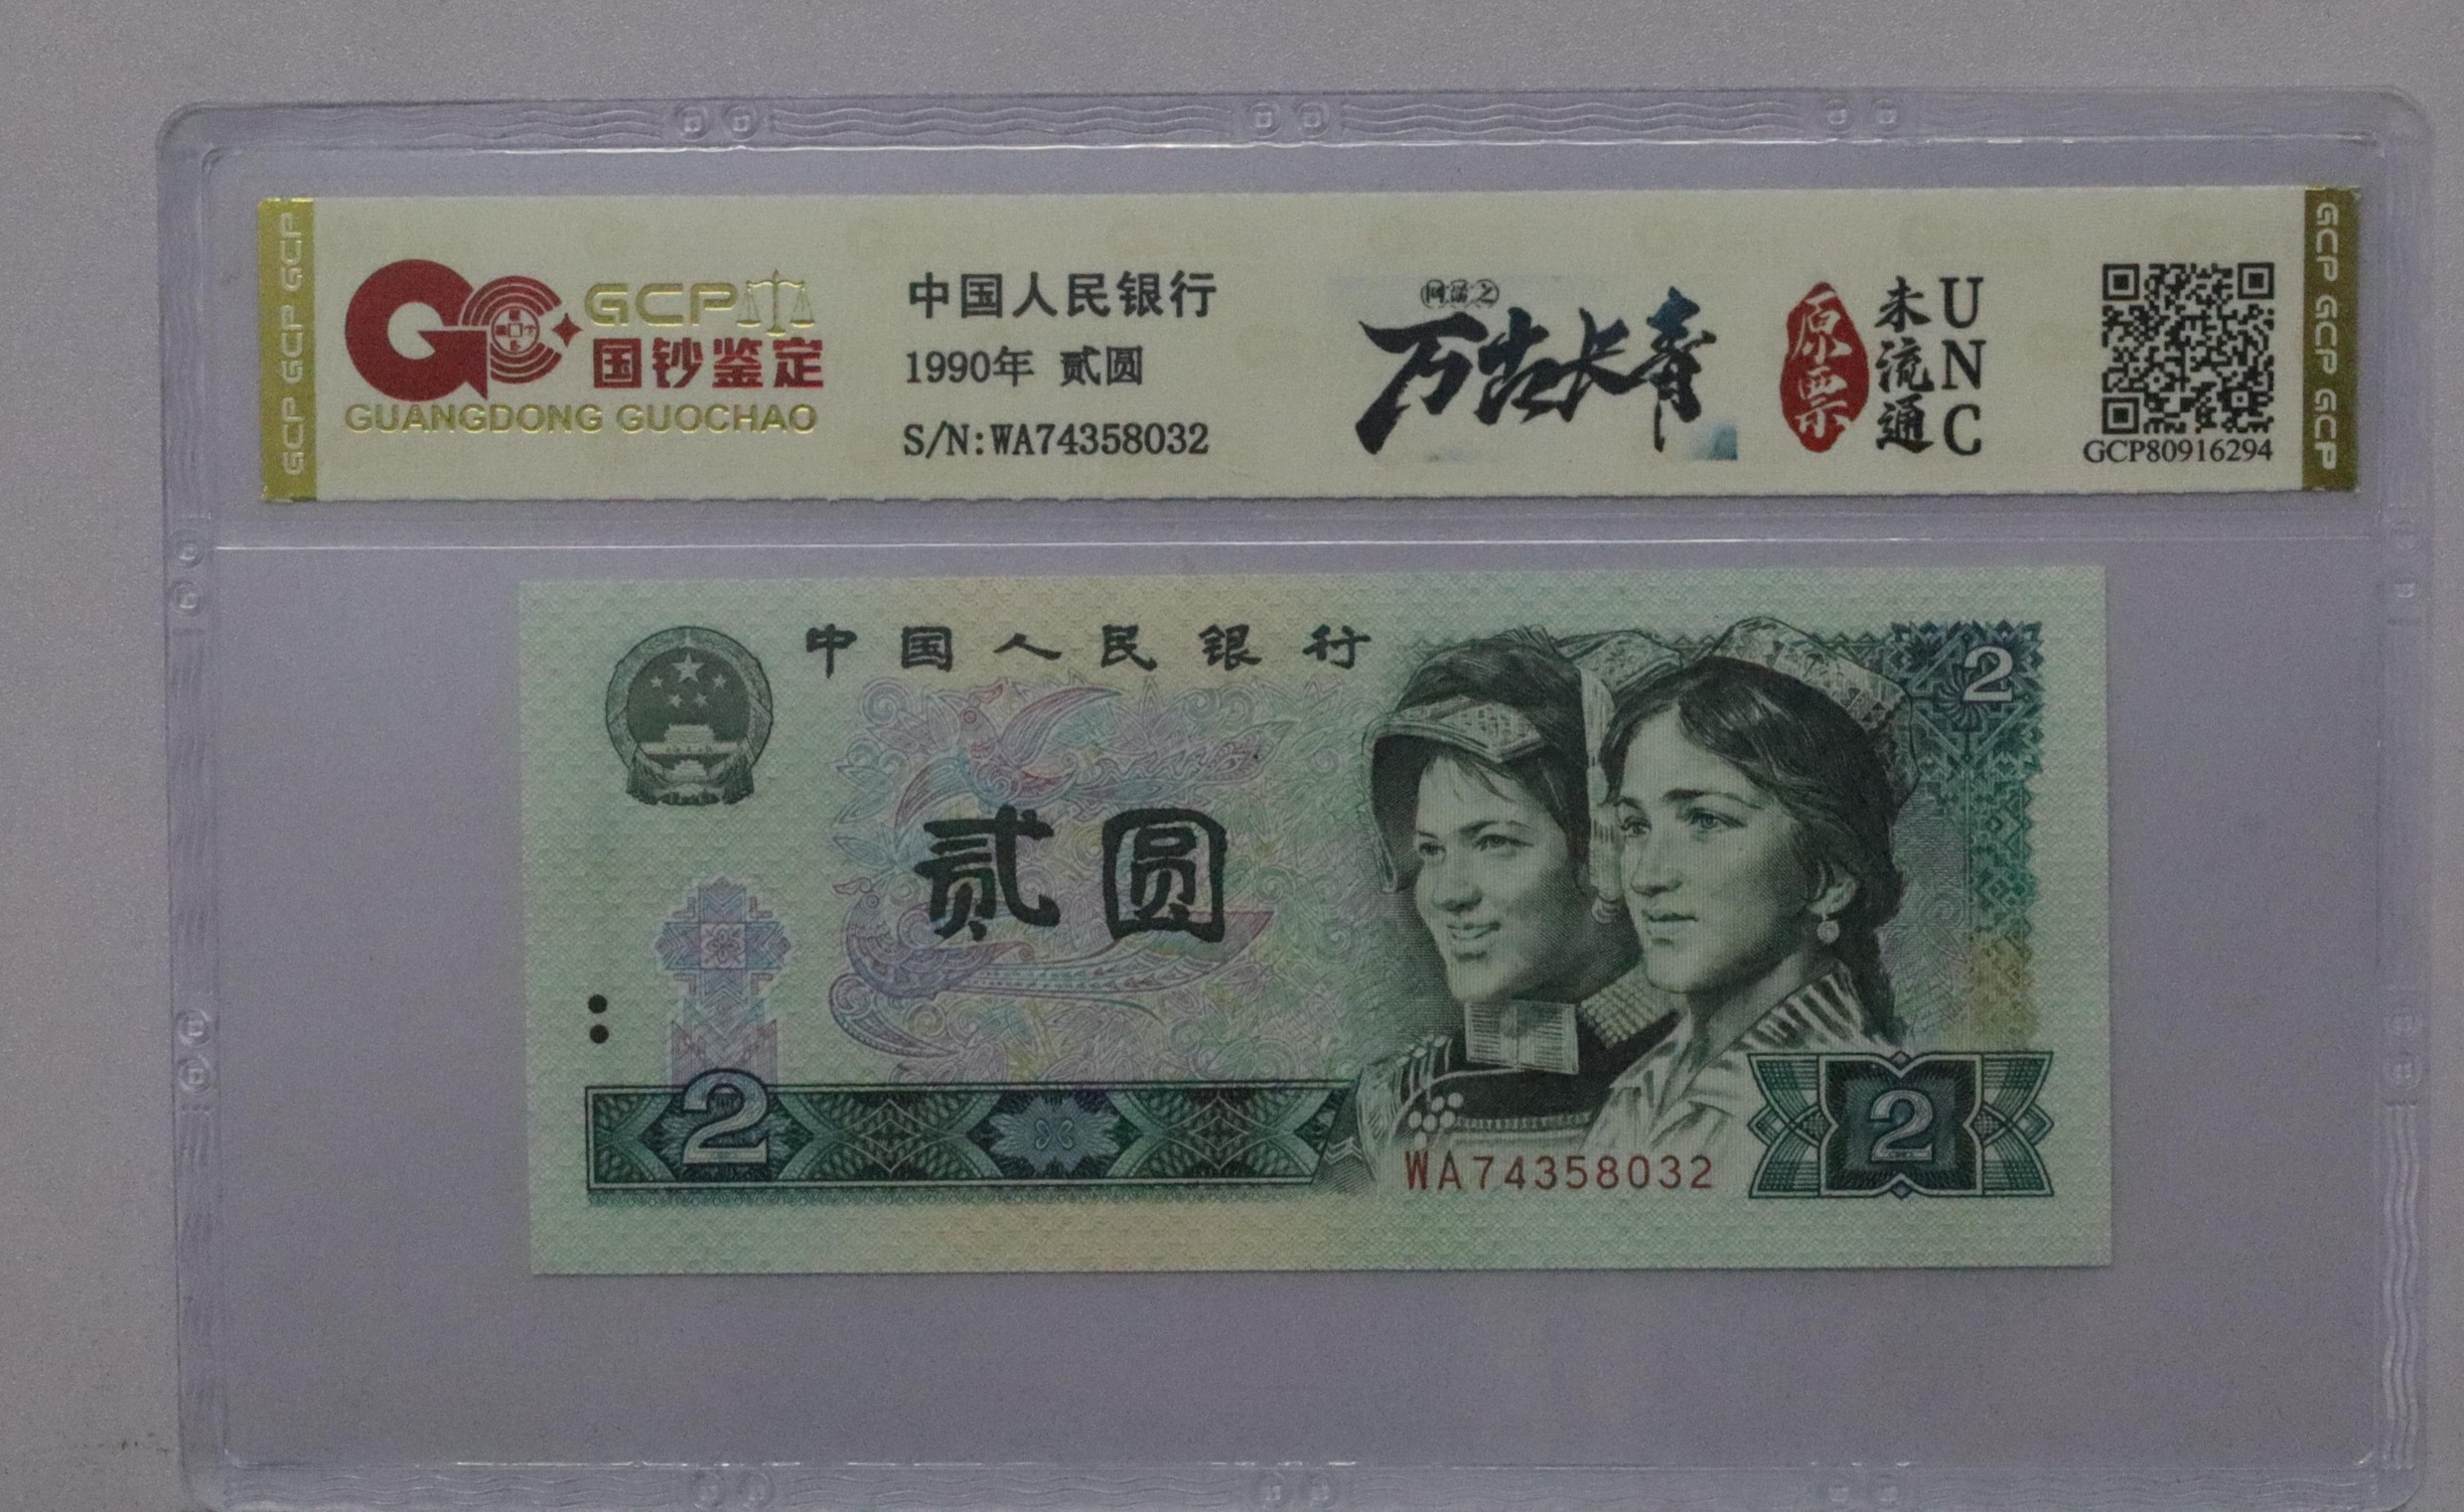 GCP GCP GCP
GCP
国钞鉴定
GUANGDONG GUOCHAO
中国人民银行
1990年 贰圆
S/N:WA74358032
万古长青
原票
未流通
UNC
GCP80916294
GCP GCP GCP
中国人民银行
2
贰圆
2
2
WA74358032